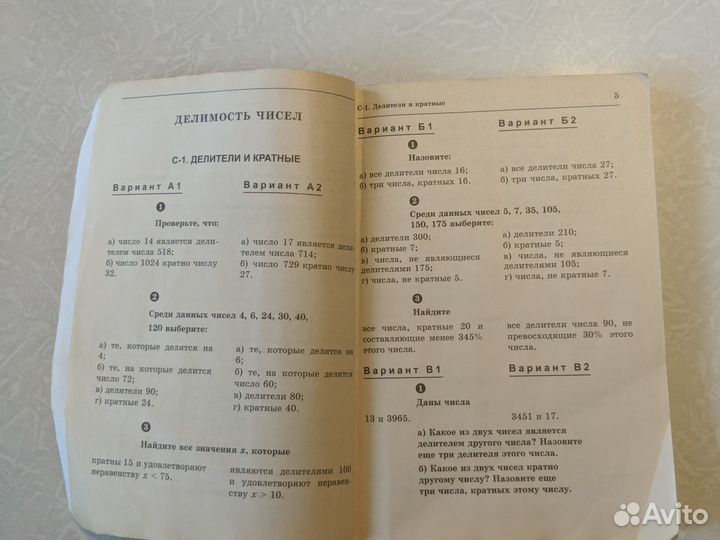 ДЕЛИМОСТЬ ЧИСЕЛ
С-1. ДЕЛИТЕЛИ И КРАТНЫЕ
Вариант А1
Вариант А2
1
Проверьте, что:
а) число 14 является дели-
телем числа 518;
б) число 1024 кратно числу
32.
а) число 17 является дели-
телем числа 714;
б) число 729 кратно числу
27.
2
Среди данных чисел 4, 6, 24, 30, 40,
120 выберите:
а) те, которые делятся на
4;
б) те, на которые делится
число 72;
в) делители 90;
г) кратные 24.
а) те, которые делятся на
6;
б) те, на которые делится
число 60;
в) делители 80;
г) кратные 40.
3
Найдите все значения x, которые
кратны 15 и удовлетворяют
неравенству x < 75.
являются делителями 100
и удовлетворяют неравен-
ству x > 10.
С-1. Делители и кратные
5
Вариант Б1
Вариант Б2
1
Назовите:
а) все делители числа 16;
б) три числа, кратных 16.
а) все делители числа 27;
б) три числа, кратных 27.
2
Среди данных чисел 5, 7, 35, 105,
150, 175 выберите:
а) делители 300;
б) кратные 7;
в) числа, не являющиеся
делителями 175;
г) числа, не кратные 5.
а) делители 210;
б) кратные 5;
в) числа, не являющиеся
делителями 105;
г) числа, не кратные 7.
3
Найдите
все числа, кратные 20 и
составляющие менее 345%
этого числа.
все делители числа 90, не
превосходящие 30% этого
числа.
Вариант В1
Вариант В2
1
Даны числа
13 и 3965.
3451 и 17.
а) Какое из двух чисел является
делителем другого числа? Назовите
еще три делителя этого числа.
б) Какое из двух чисел кратно
другому числу? Назовите еще
три числа, кратных этому числу.
Avito